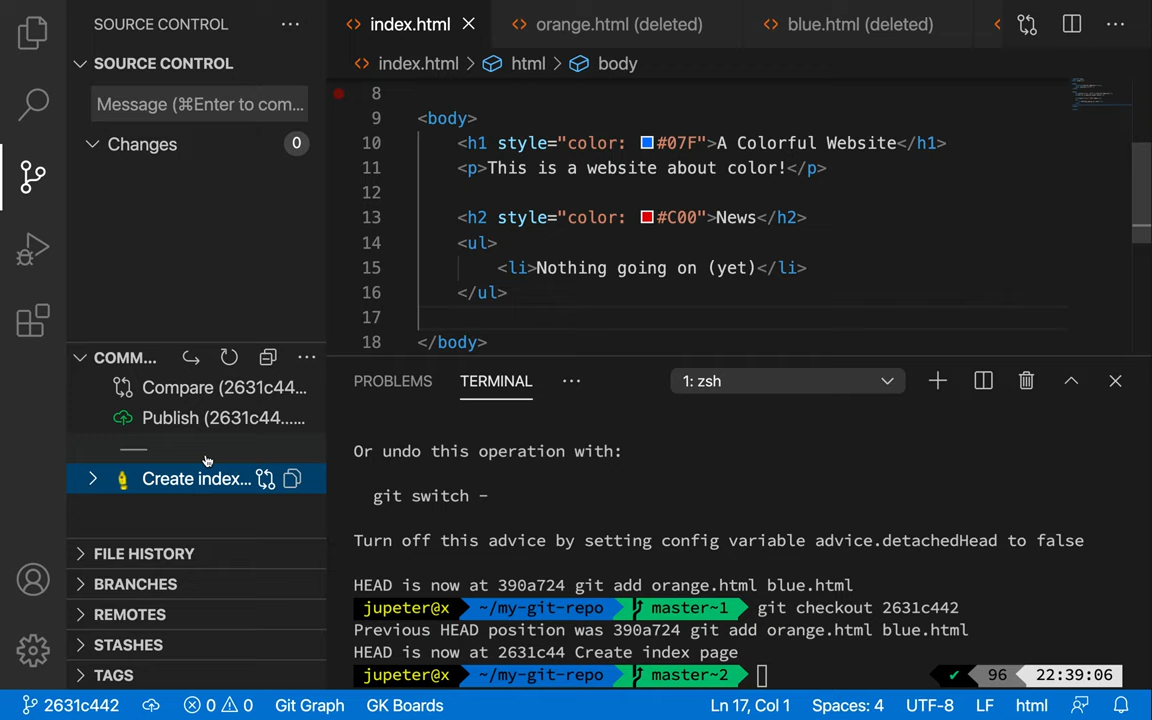 SOURCE CONTROL
SOURCE CONTROL
Message (⌘Enter to com...
Changes 0
COMM...
Compare (2631c44...
Publish (2631c44......
Create index...
FILE HISTORY
BRANCHES
REMOTES
STASHES
TAGS
index.html
orange.html (deleted)
blue.html (deleted)
index.html > html > body
8
9 <body>
10 <h1 style="color: #07F">A Colorful Website</h1>
11 <p>This is a website about color!</p>
12
13 <h2 style="color: #C00">News</h2>
14 <ul>
15 <li>Nothing going on (yet)</li>
16 </ul>
17
18 </body>
PROBLEMS TERMINAL ... 1: zsh
Or undo this operation with:
git switch -
Turn off this advice by setting config variable advice.detachedHead to false
HEAD is now at 390a724 git add orange.html blue.html
jupeter@x ~/my-git-repo master~1 git checkout 2631c442
Previous HEAD position was 390a724 git add orange.html blue.html
HEAD is now at 2631c44 Create index page
jupeter@x ~/my-git-repo master~2 ✔ 96 22:39:06
2631c442 0 0 Git Graph GK Boards Ln 17, Col 1 Spaces: 4 UTF-8 LF html